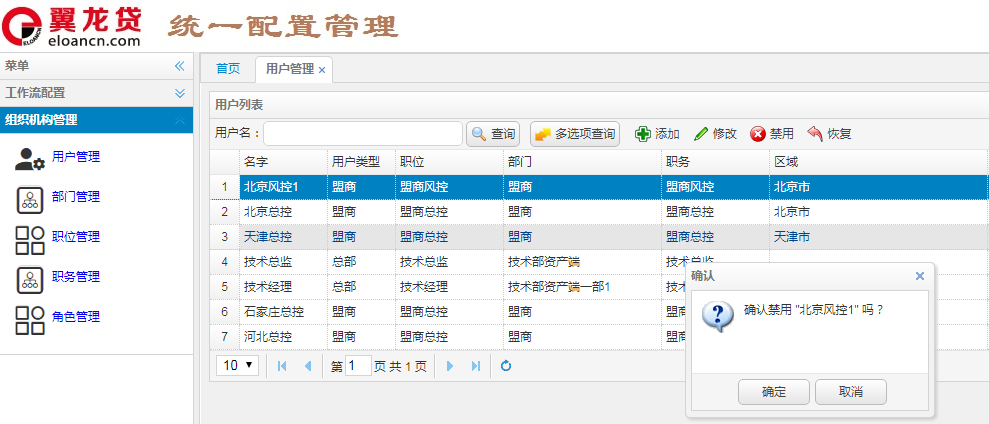 翼龙贷 统一配置管理
eloancn.com
菜单
工作流配置
组织机构管理
用户管理
部门管理
职位管理
职务管理
角色管理
首页 用户管理
用户列表
用户名： 查询 多选项查询 添加 修改 禁用 恢复
名字 用户类型 职位 部门 职务 区域
1 北京风控1 盟商 盟商风控 盟商 盟商风控 北京市
2 北京总控 盟商 盟商总控 盟商 盟商总控 北京市
3 天津总控 盟商 盟商总控 盟商 盟商总控 天津市
4 技术总监 总部 技术总监 技术部资产端 技术总监
5 技术经理 总部 技术经理 技术部资产端一部1 技术
6 石家庄总控 盟商 盟商总控 盟商 盟商
7 河北总控 盟商 盟商总控 盟商 盟商
10 第 1 页 共 1 页
确认
确认禁用 "北京风控1" 吗？
确定 取消